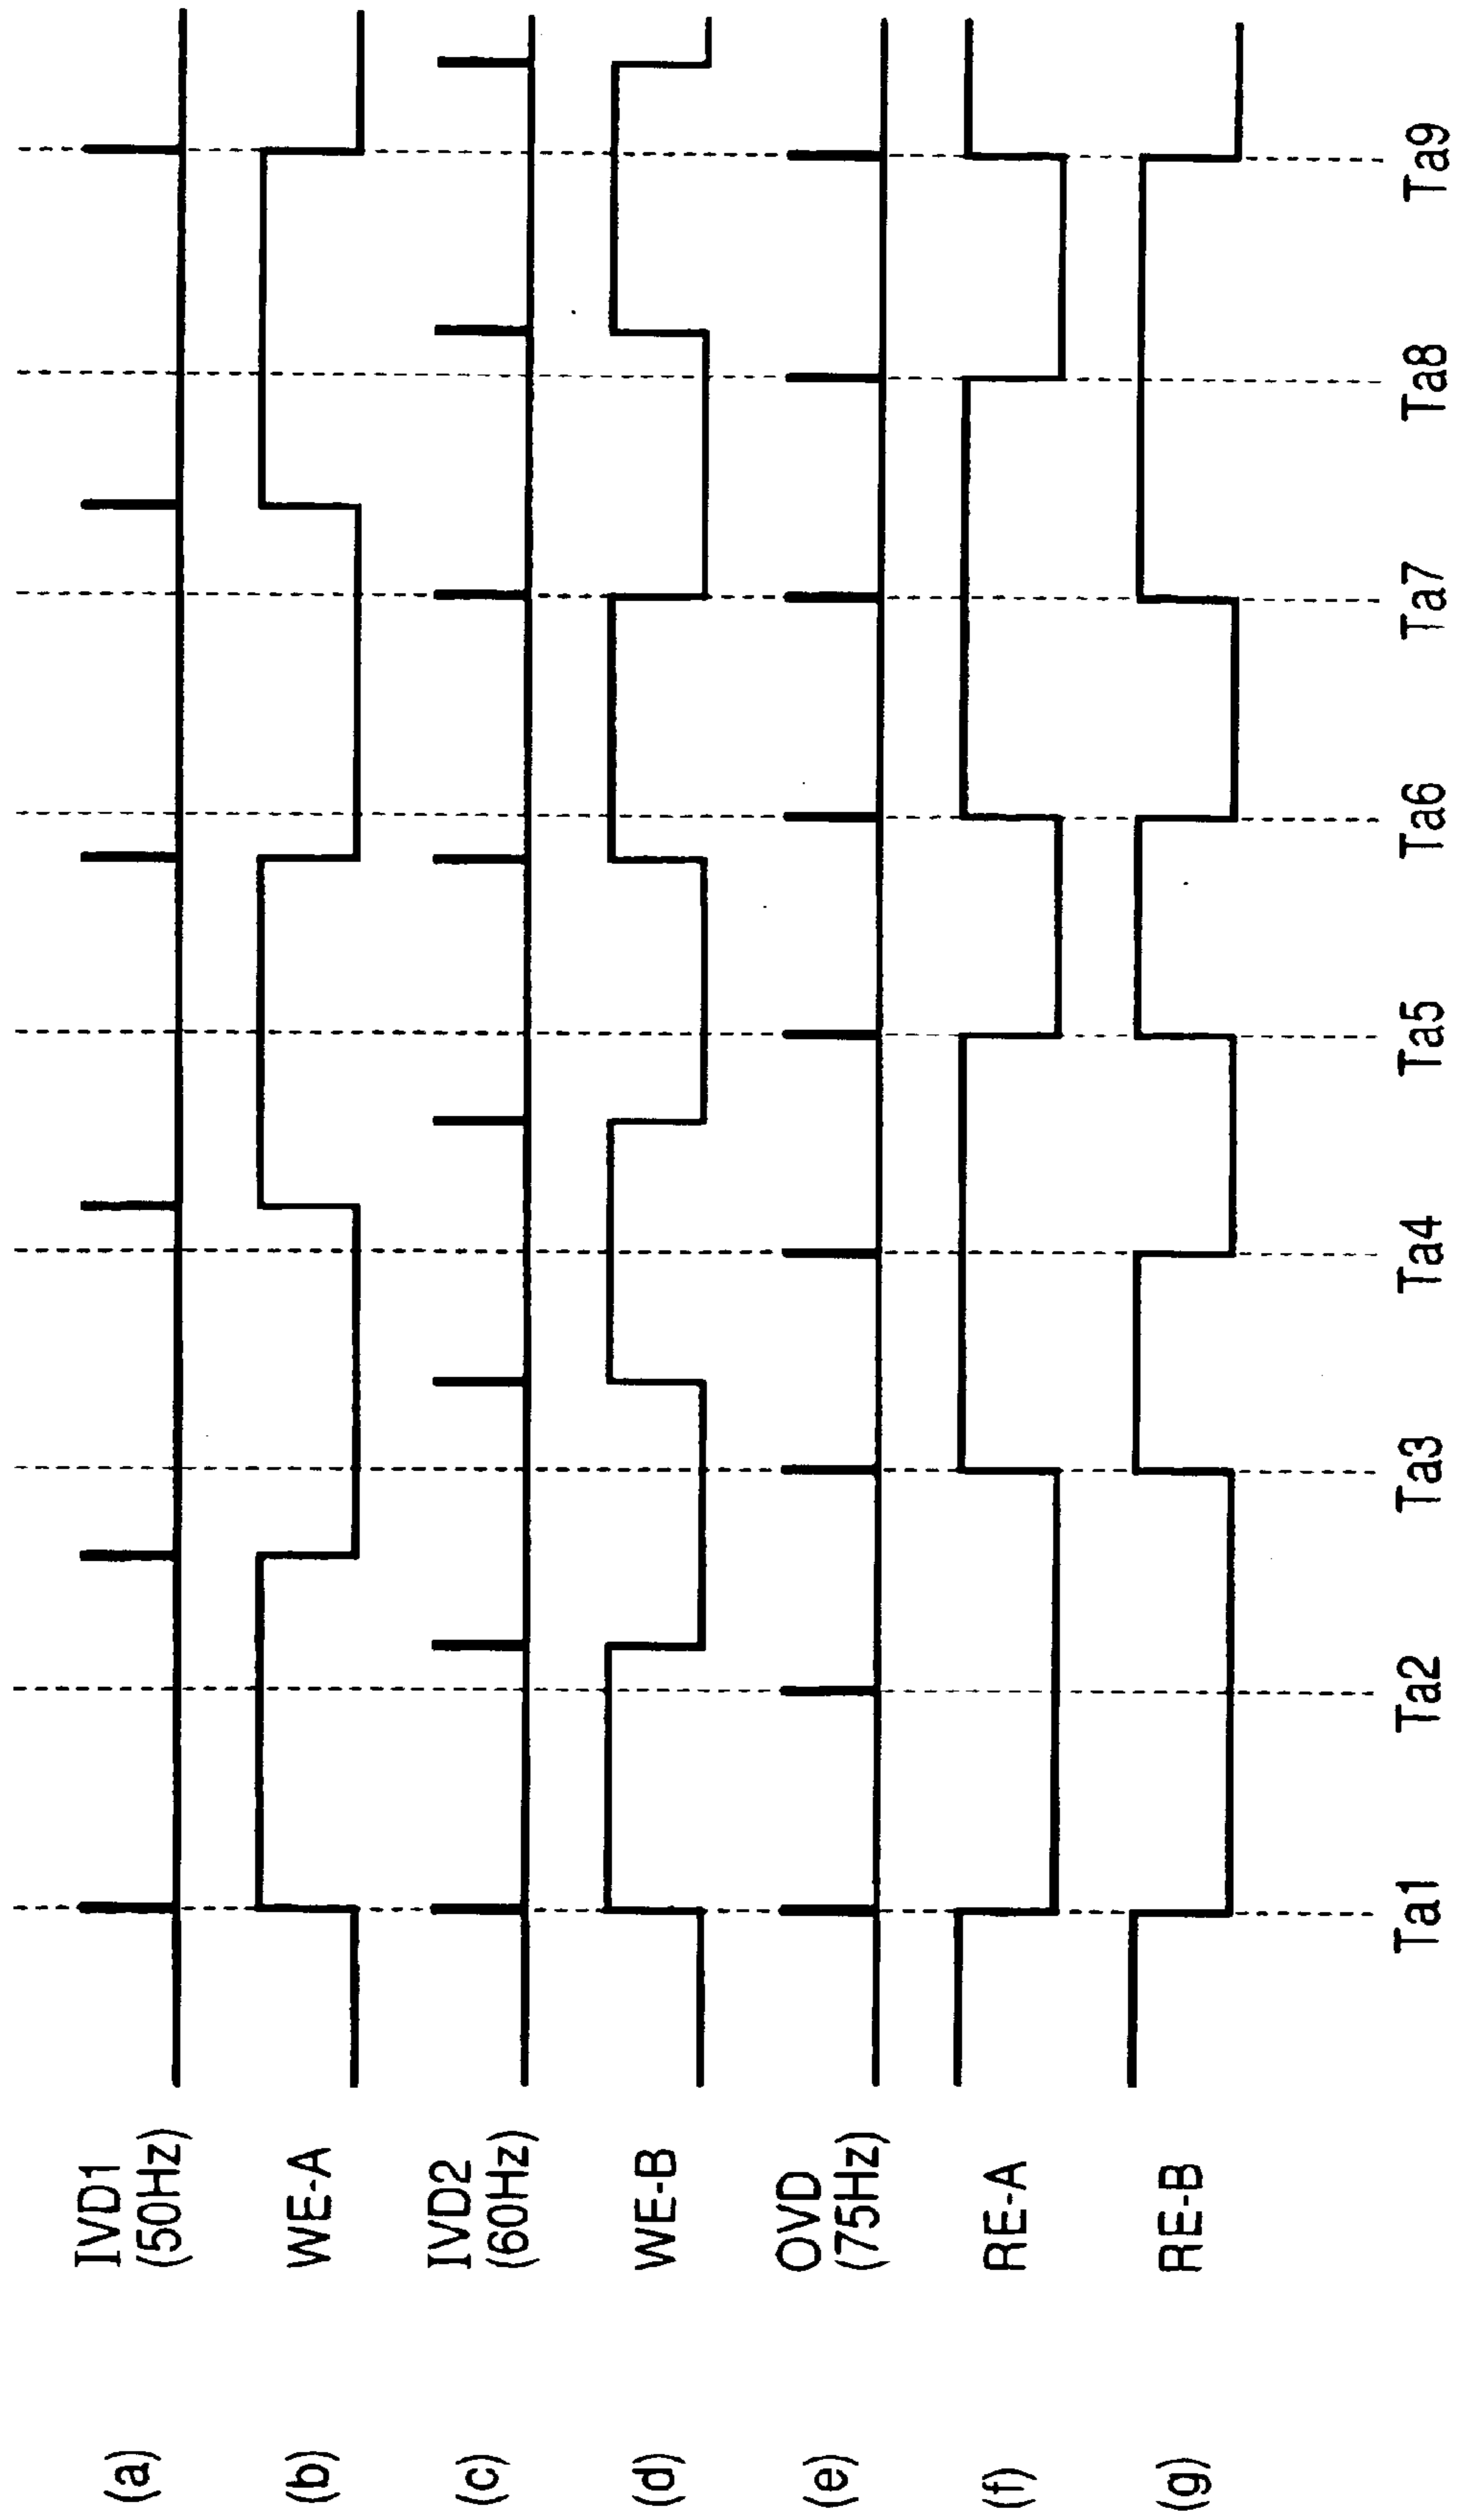 (a) IVD1
(50Hz)
(b) WE-A
(c) IVD2
(60Hz)
(d) WE-B
(e) OVD
(75Hz)
(f) RE-A
(g) RE-B
Ta1 Ta2 Ta3 Ta4 Ta5 Ta6 Ta7 Ta8 Ta9